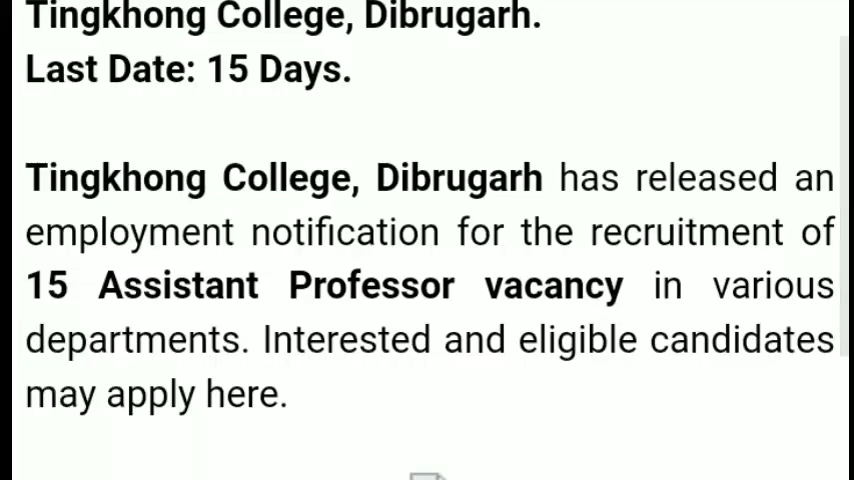 Tingkhong College, Dibrugarh.
Last Date: 15 Days.
Tingkhong College, Dibrugarh has released an
employment notification for the recruitment of
15 Assistant Professor vacancy in various
departments. Interested and eligible candidates
may apply here.